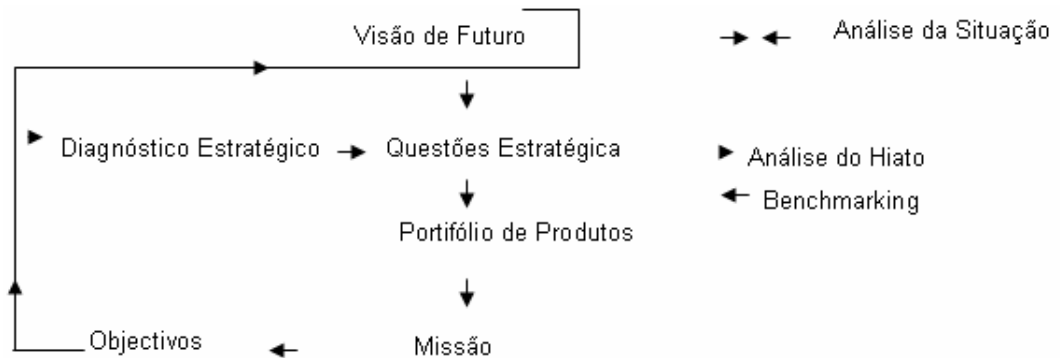 Visão de Futuro
Análise da Situação
Diagnóstico Estratégico
Questões Estratégica
Análise do Hiato
Benchmarking
Portifólio de Produtos
Objectivos
Missão